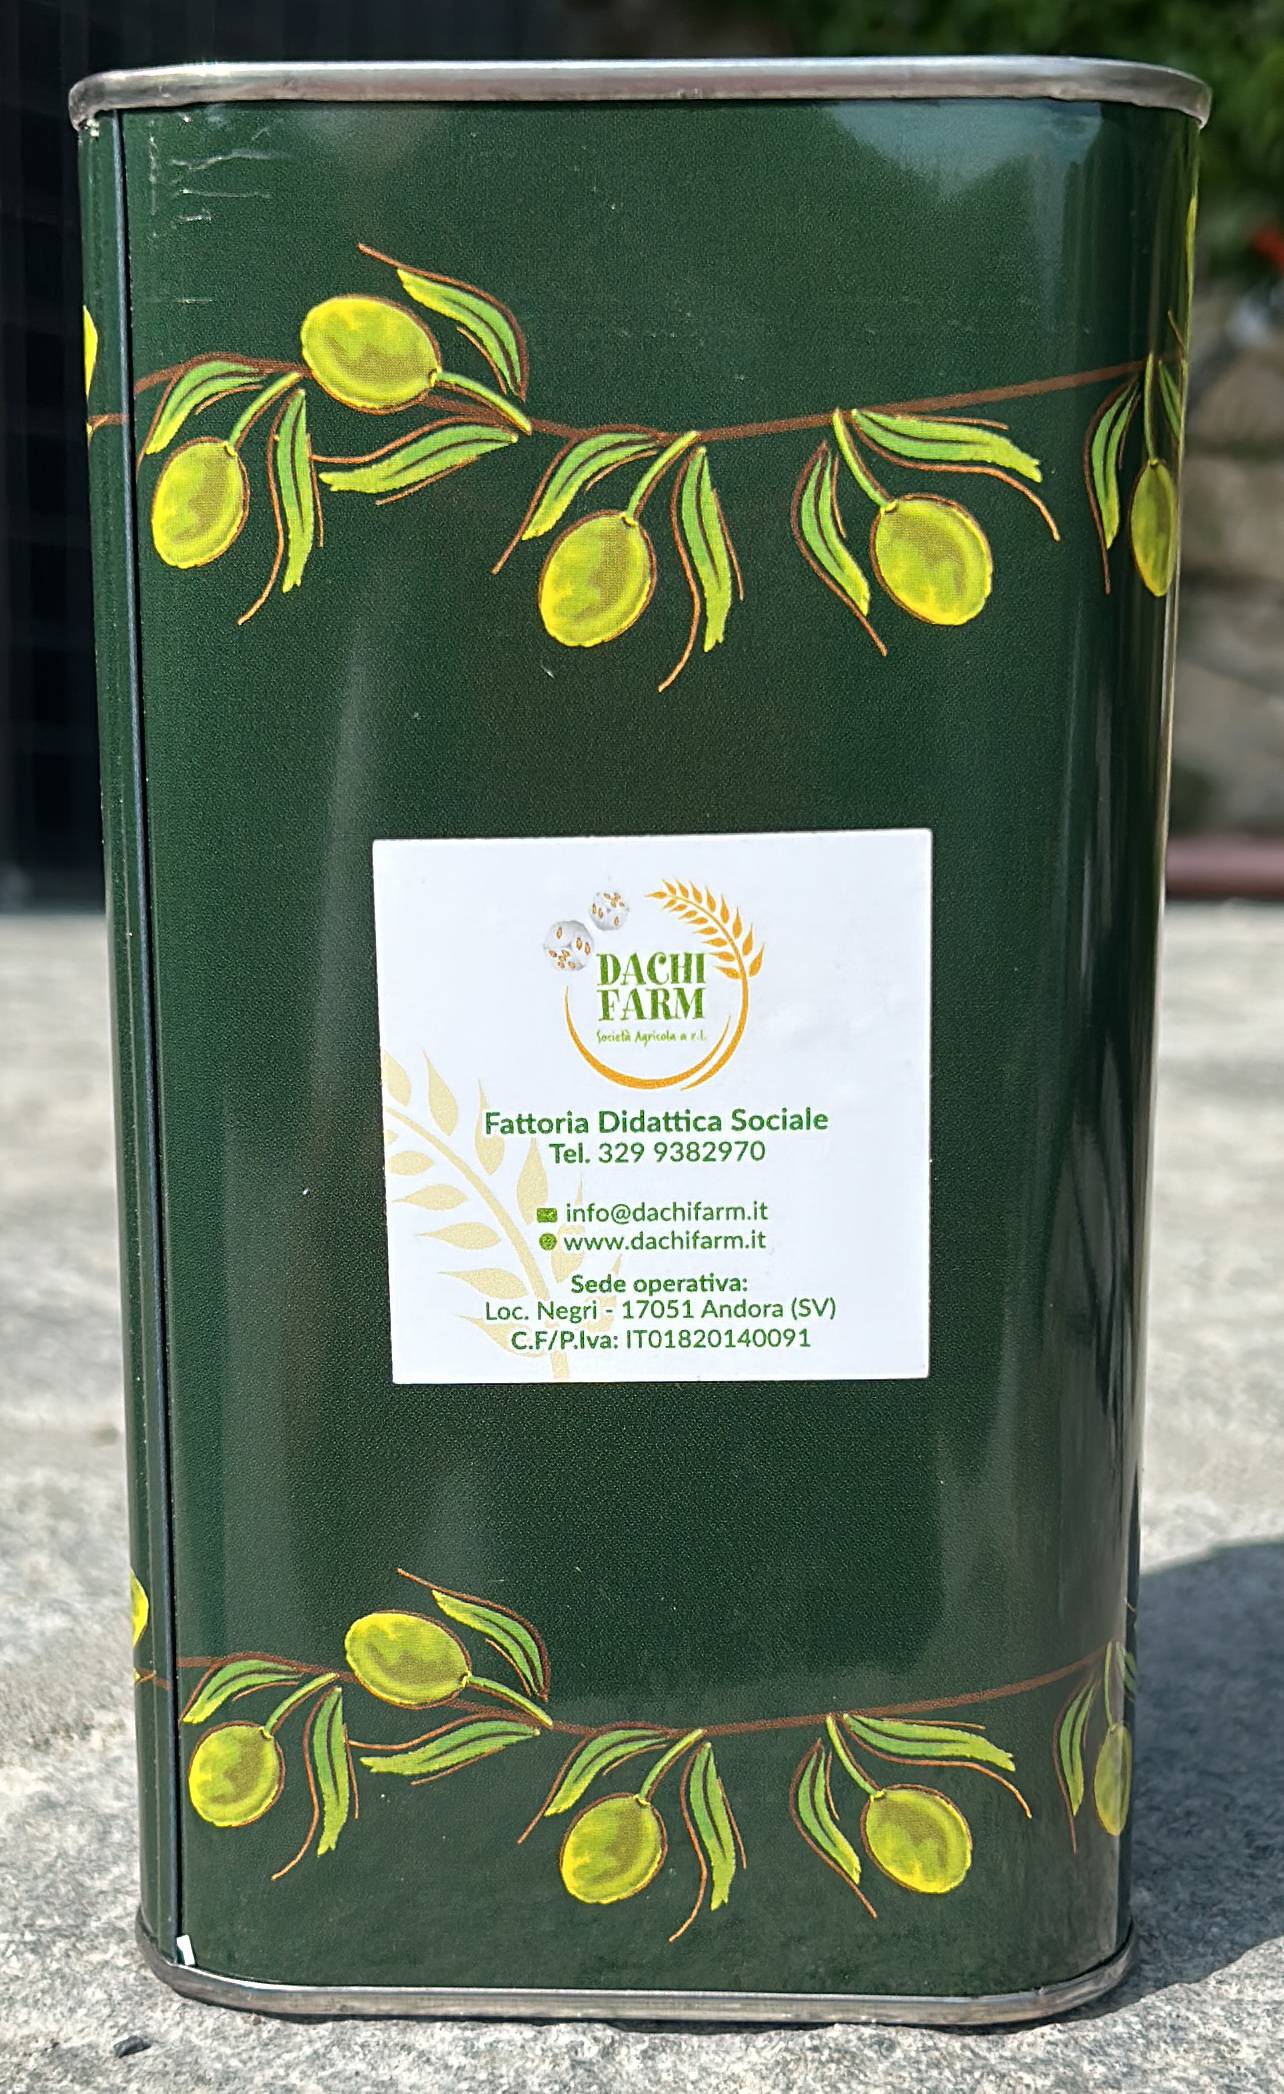 DACHI
FARM
Società Agricola a r.l.
Fattoria Didattica Sociale
Tel. 329 9382970
info@dachifarm.it
www.dachifarm.it
Sede operativa:
Loc. Negri - 17051 Andora (SV)
C.F/P.Iva: IT01820140091